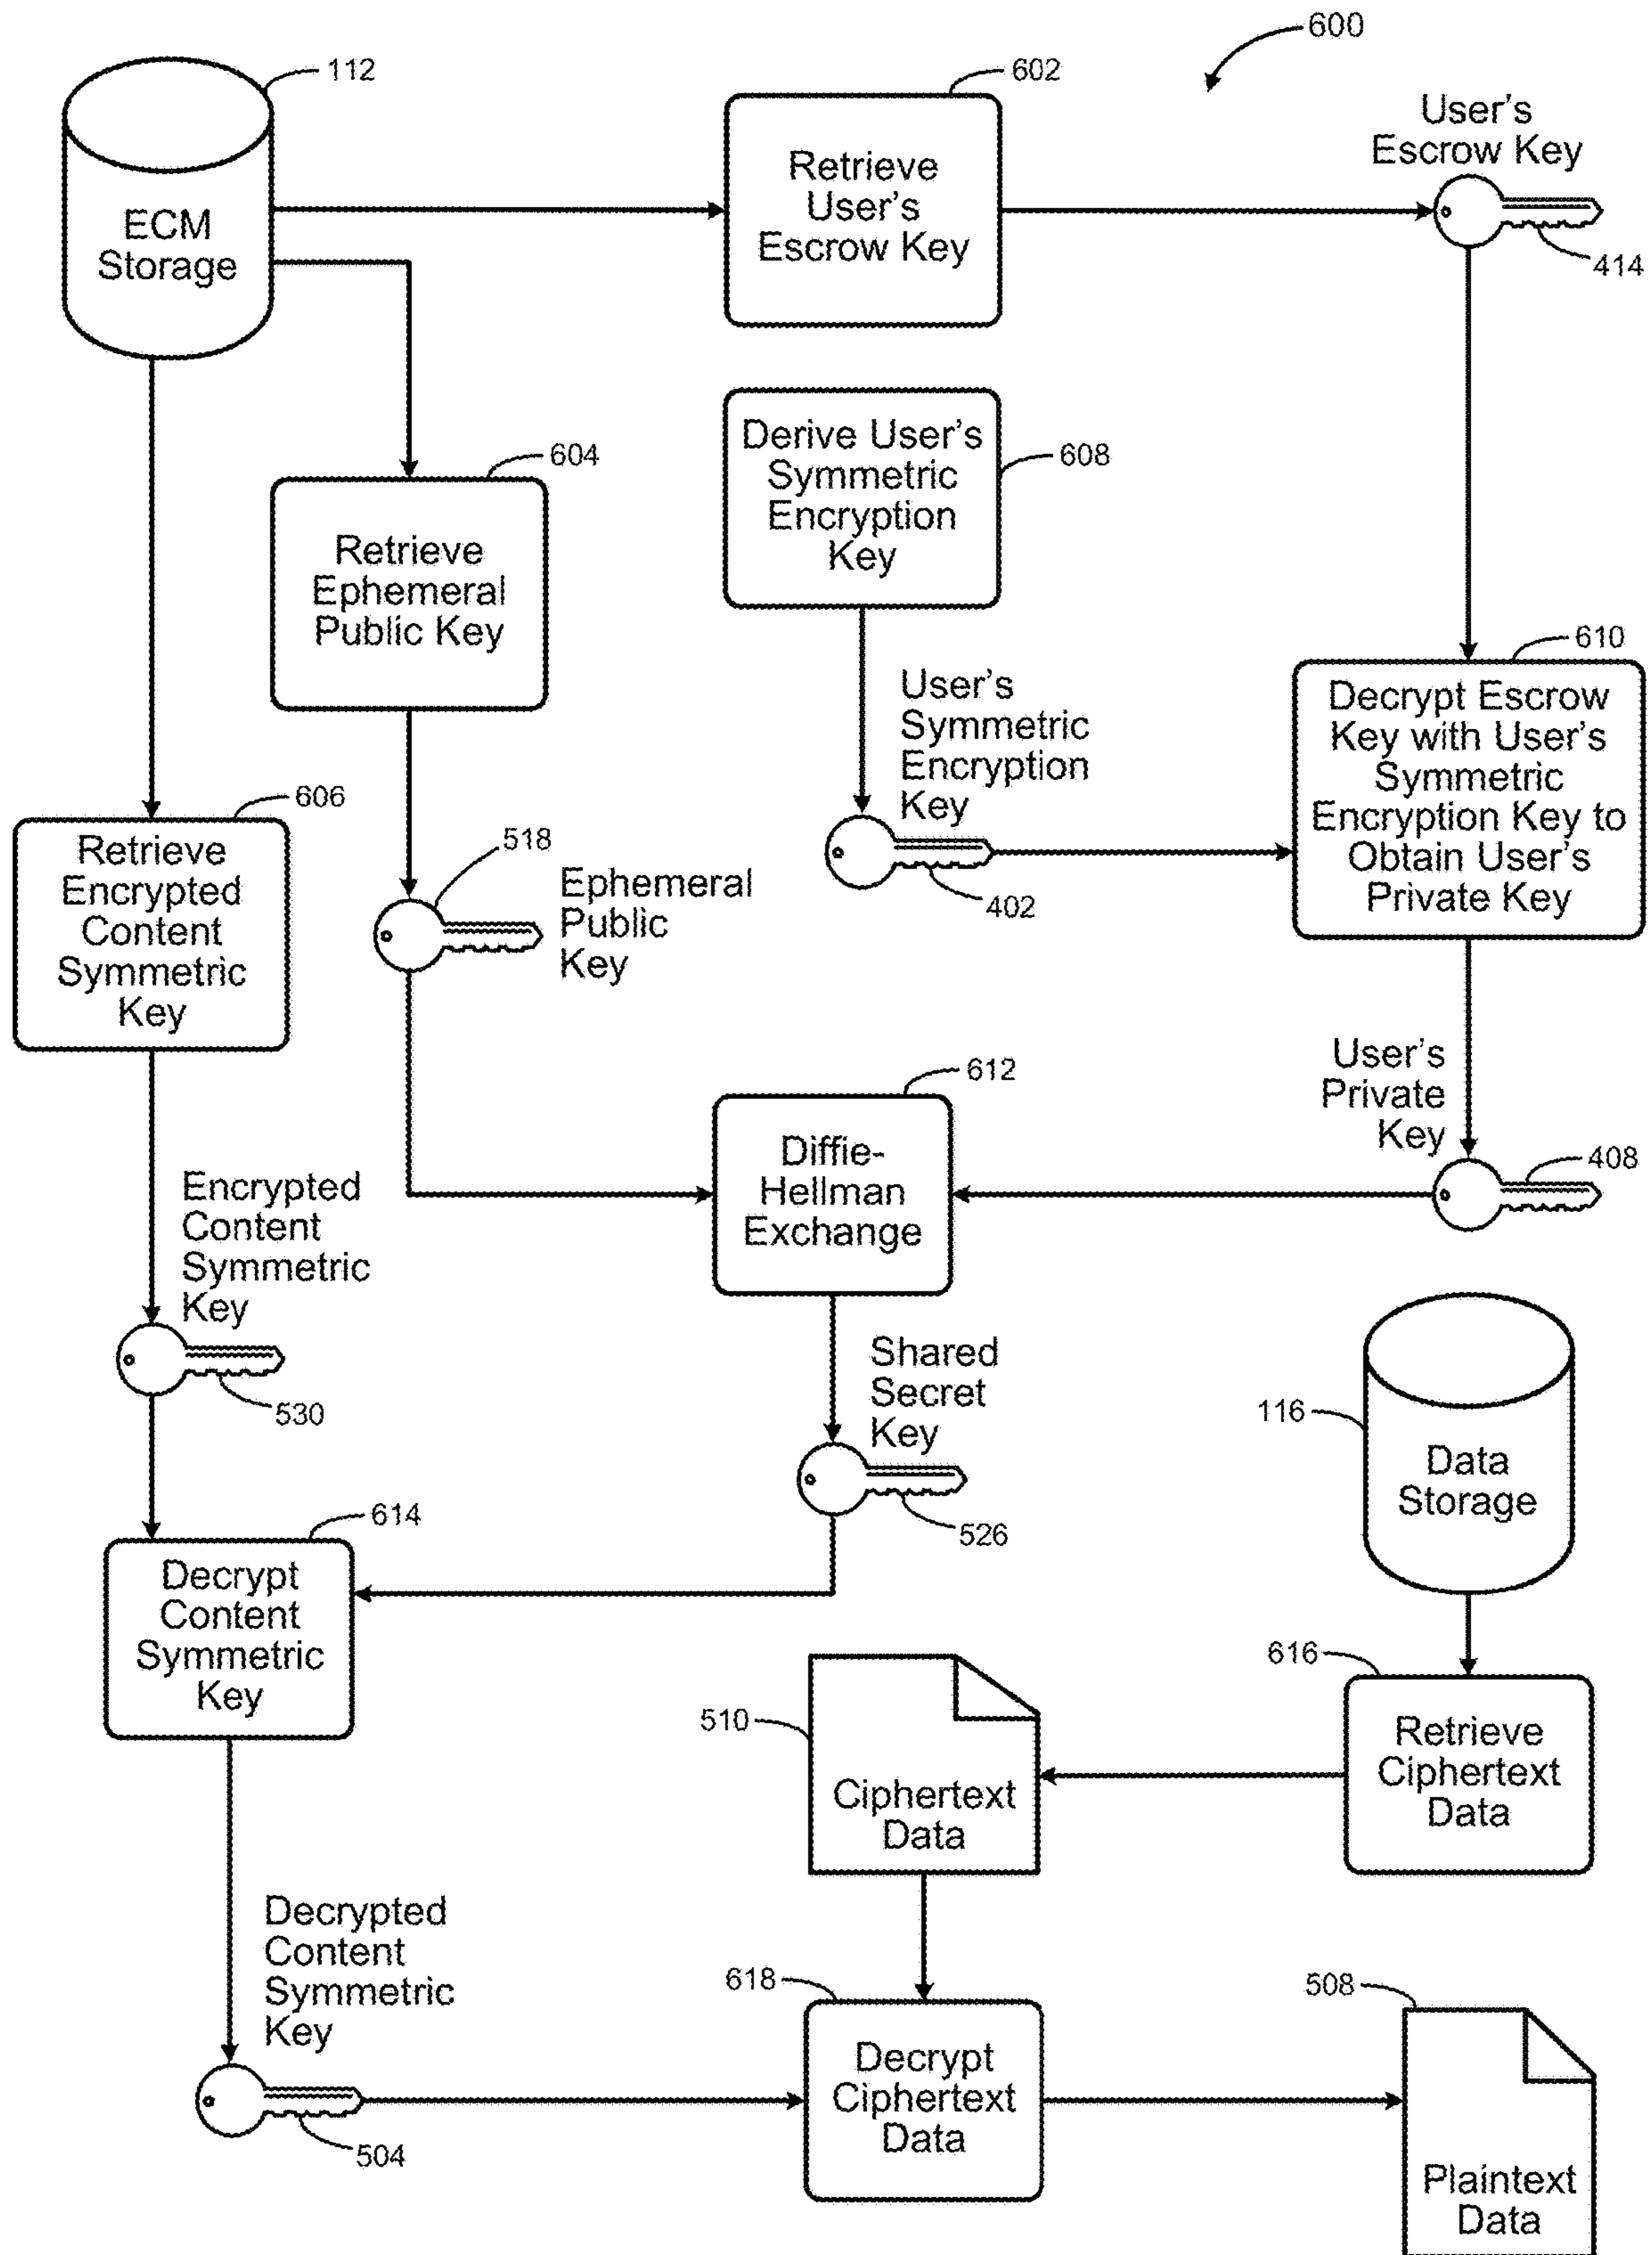 600
112
602
User's
Escrow Key
Retrieve
User's
Escrow Key
ECM
Storage
414
Derive User's
Symmetric
Encryption
Key
608
604
Retrieve
Ephemeral
Public Key
610
Decrypt Escrow
Key with User's
Symmetric
Encryption Key to
Obtain User's
Private Key
User's
Symmetric
Encryption
Key
402
606
Retrieve
Encrypted
Content
Symmetric
Key
518
Ephemeral
Public
Key
612
Diffie-
Hellman
Exchange
User's
Private
Key
408
Encrypted
Content
Symmetric
Key
530
Shared
Secret
Key
526
116
Data
Storage
614
Decrypt
Content
Symmetric
Key
616
Retrieve
Ciphertext
Data
510
Ciphertext
Data
Decrypted
Content
Symmetric
Key
504
618
Decrypt
Ciphertext
Data
508
Plaintext
Data